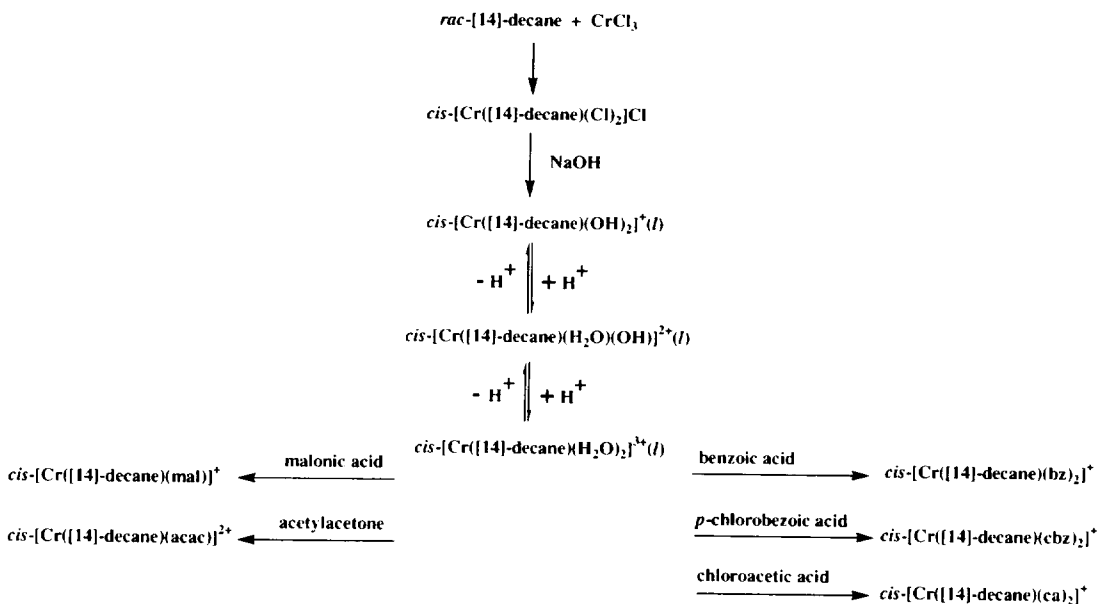 rac-[14]-decane + CrCl₃
cis-[Cr([14]-decane)(Cl)₂]Cl
NaOH
cis-[Cr([14]-decane)(OH)₂]⁺(l)
- H⁺ + H⁺
cis-[Cr([14]-decane)(H₂O)(OH)]²⁺(l)
- H⁺ + H⁺
cis-[Cr([14]-decane)(H₂O)₂]³⁺(l)
malonic acid
benzoic acid
cis-[Cr([14]-decane)(mal)]⁺
cis-[Cr([14]-decane)(bz)₂]⁺
acetylacetone
p-chlorobezoic acid
cis-[Cr([14]-decane)(acac)]²⁺
cis-[Cr([14]-decane)(cbz)₂]⁺
chloroacetic acid
cis-[Cr([14]-decane)(ca)₂]⁺